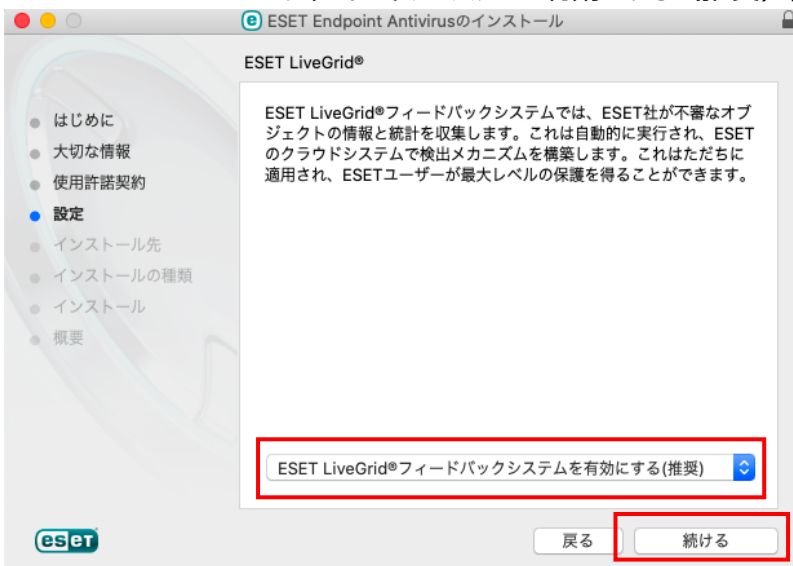 ESET Endpoint Antivirusのインストール
ESET LiveGrid®
はじめに
大切な情報
使用許諾契約
設定
インストール先
インストールの種類
インストール
概要
ESET LiveGrid®フィードバックシステムでは、ESET社が不審なオブ
ジェクトの情報と統計を収集します。これは自動的に実行され、ESET
のクラウドシステムで検出メカニズムを構築します。これはただちに
適用され、ESETユーザーが最大レベルの保護を得ることができます。
ESET LiveGrid®フィードバックシステムを有効にする(推奨)
eset
戻る
続ける